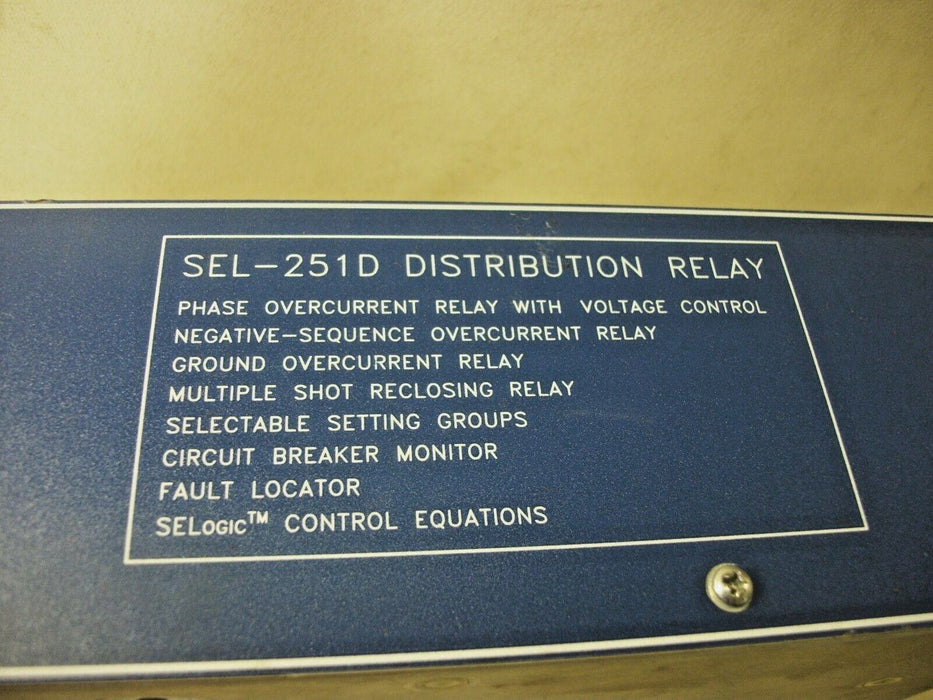 SEL-251D DISTRIBUTION RELAY
PHASE OVERCURRENT RELAY WITH VOLTAGE CONTROL
NEGATIVE-SEQUENCE OVERCURRENT RELAY
GROUND OVERCURRENT RELAY
MULTIPLE SHOT RECLOSING RELAY
SELECTABLE SETTING GROUPS
CIRCUIT BREAKER MONITOR
FAULT LOCATOR
SELOGIC™ CONTROL EQUATIONS